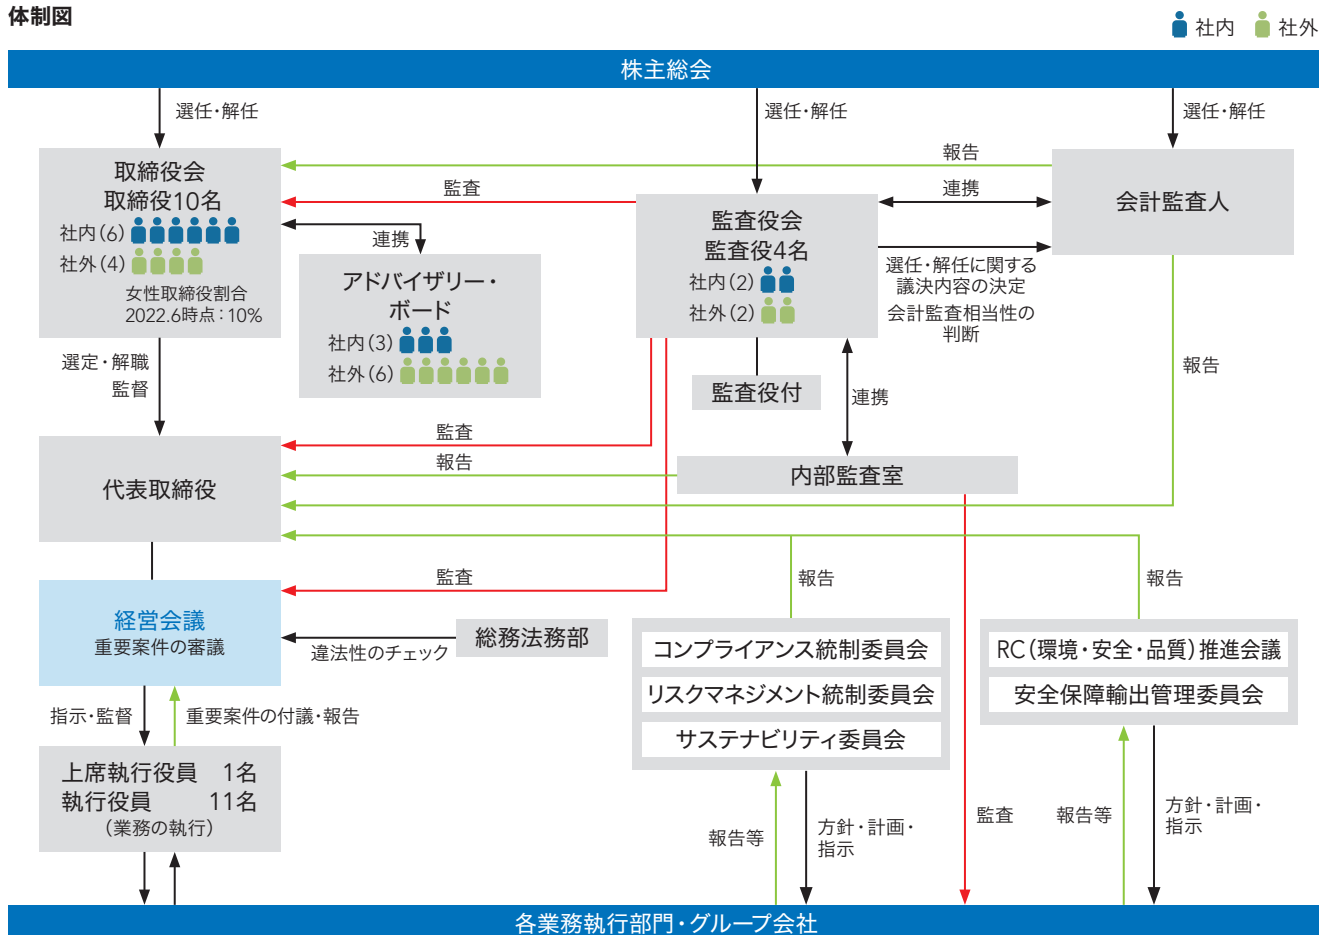 体制図
社内
社外
株主総会
選任・解任
選任・解任
選任・解任
取締役会
取締役10名
社内(6)
社外(4)
女性取締役割合
2022.6時点：10%
報告
監査
連携
連携
アドバイザリー・
ボード
社内(3)
社外(6)
監査役会
監査役4名
社内(2)
社外(2)
会計監査人
選任・解任に関する
議決内容の決定
会計監査相当性の
判断
選定・解職
監督
監査役付
連携
報告
代表取締役
監査
報告
内部監査室
経営会議
重要案件の審議
監査
違法性のチェック
総務法務部
報告
報告
コンプライアンス統制委員会
リスクマネジメント統制委員会
サステナビリティ委員会
RC(環境・安全・品質)推進会議
安全保障輸出管理委員会
指示・監督
重要案件の付議・報告
上席執行役員 1名
執行役員 11名
(業務の執行)
報告等
方針・計画・
指示
監査
報告等
方針・計画・
指示
各業務執行部門・グループ会社